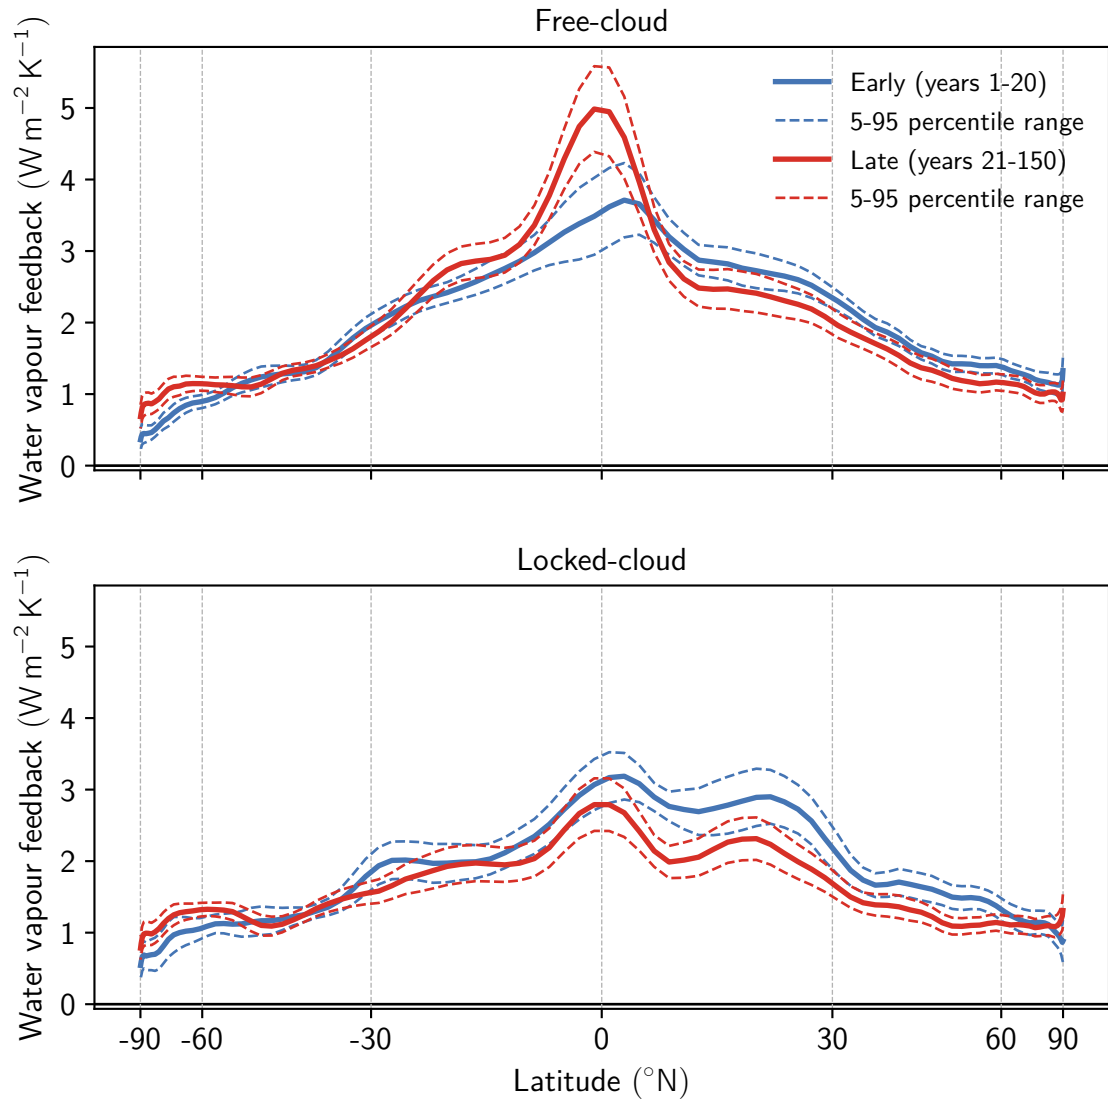 Free-cloud
Water vapour feedback (W m⁻² K⁻¹)
5
4
3
2
1
0
Early (years 1-20)
5-95 percentile range
Late (years 21-150)
5-95 percentile range
Locked-cloud
Water vapour feedback (W m⁻² K⁻¹)
5
4
3
2
1
0
-90 -60 -30 0 30 60 90
Latitude (°N)